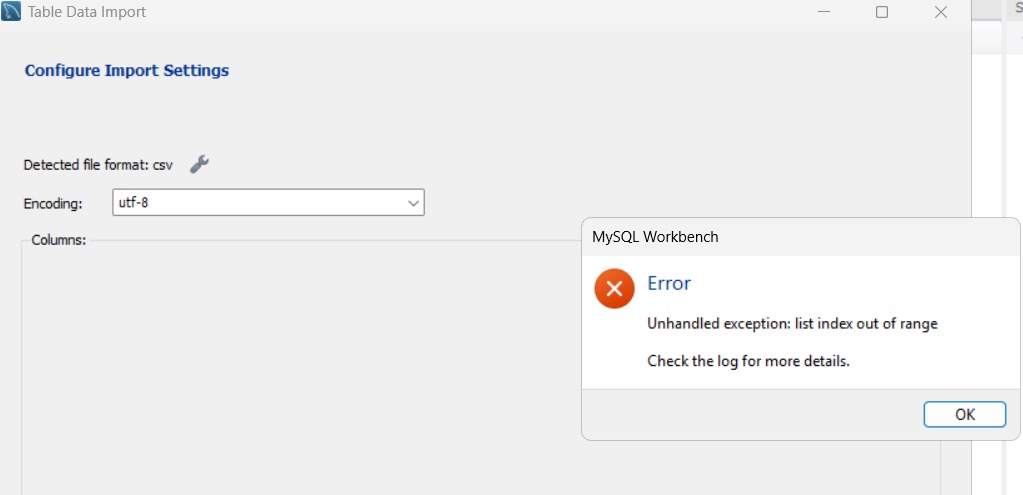 Table Data Import
S
Configure Import Settings
Detected file format: csv
Encoding:
utf-8
Columns:
MySQL Workbench
Error
Unhandled exception: list index out of range
Check the log for more details.
OK